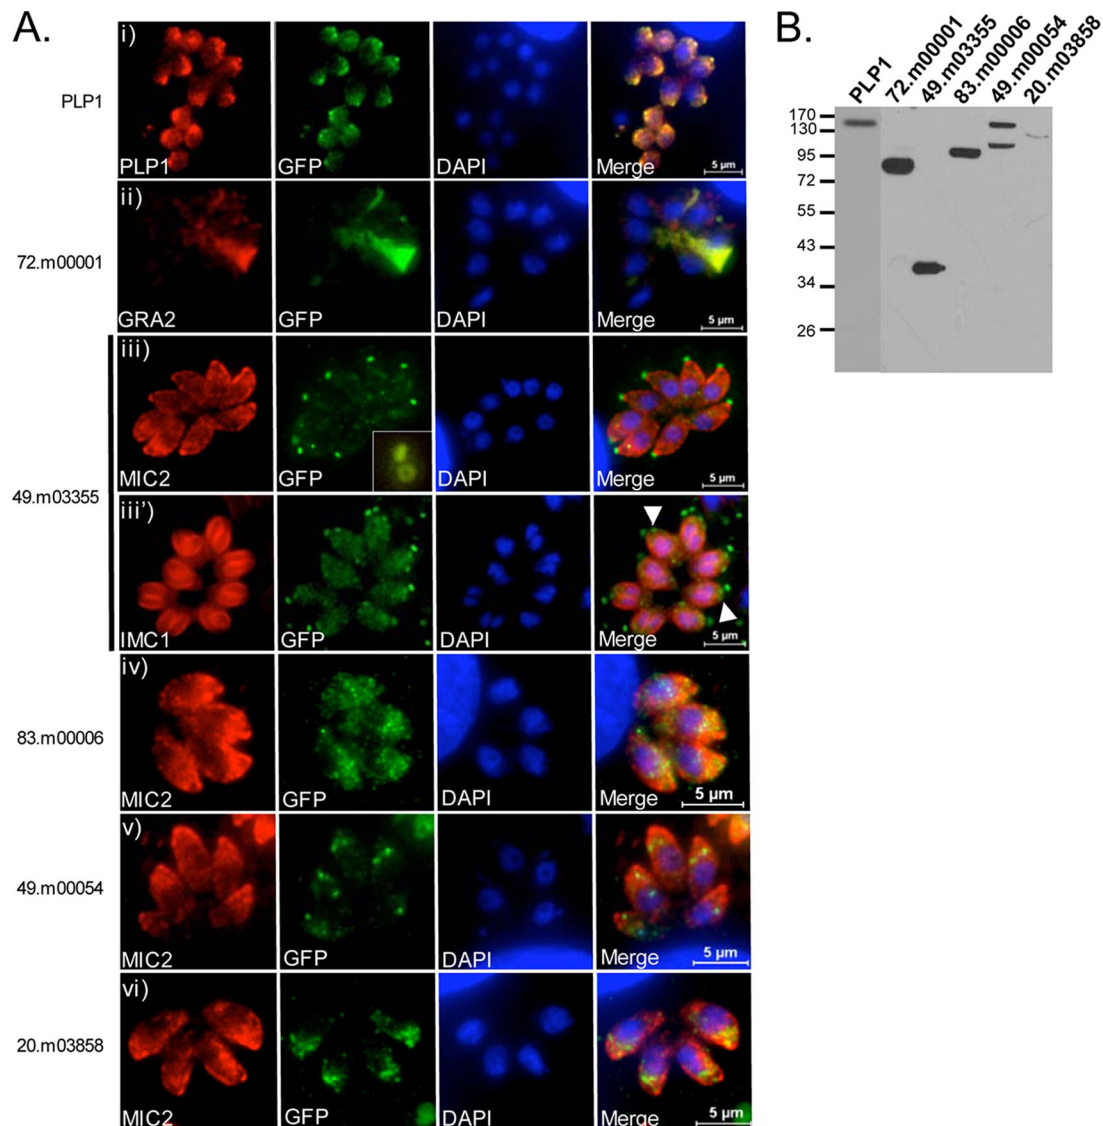 A.
i)
PLP1
PLP1
GFP
DAPI
Merge
5 µm
ii)
72.m00001
GRA2
GFP
DAPI
Merge
5 µm
49.m03355
iii)
MIC2
GFP
DAPI
Merge
5 µm
iii')
IMC1
GFP
DAPI
Merge
5 µm
iv)
83.m00006
MIC2
GFP
DAPI
Merge
5 µm
v)
49.m00054
MIC2
GFP
DAPI
Merge
5 µm
vi)
20.m03858
MIC2
GFP
DAPI
Merge
5 µm
B.
PLP1
72.m00001
49.m03355
83.m00006
49.m00054
20.m03858
170
130
95
72
55
43
34
26